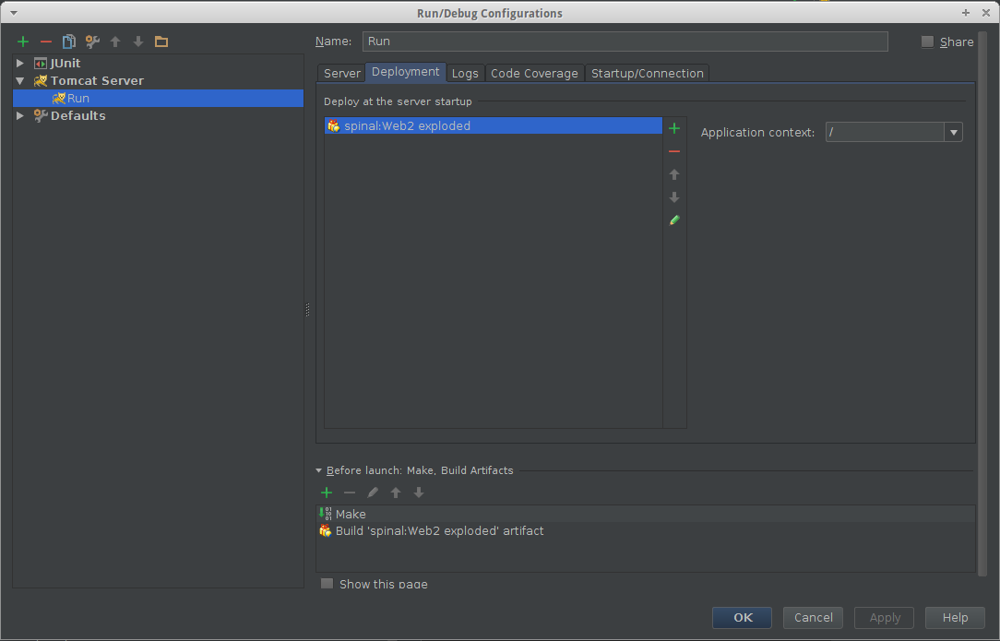 Run/Debug Configurations
Name: Run
Share
JUnit
Tomcat Server
Run
Defaults
Server Deployment Logs Code Coverage Startup/Connection
Deploy at the server startup
spinal:Web2 exploded
Application context: /
Before launch: Make, Build Artifacts
Make
Build 'spinal:Web2 exploded' artifact
Show this page
OK Cancel Apply Help